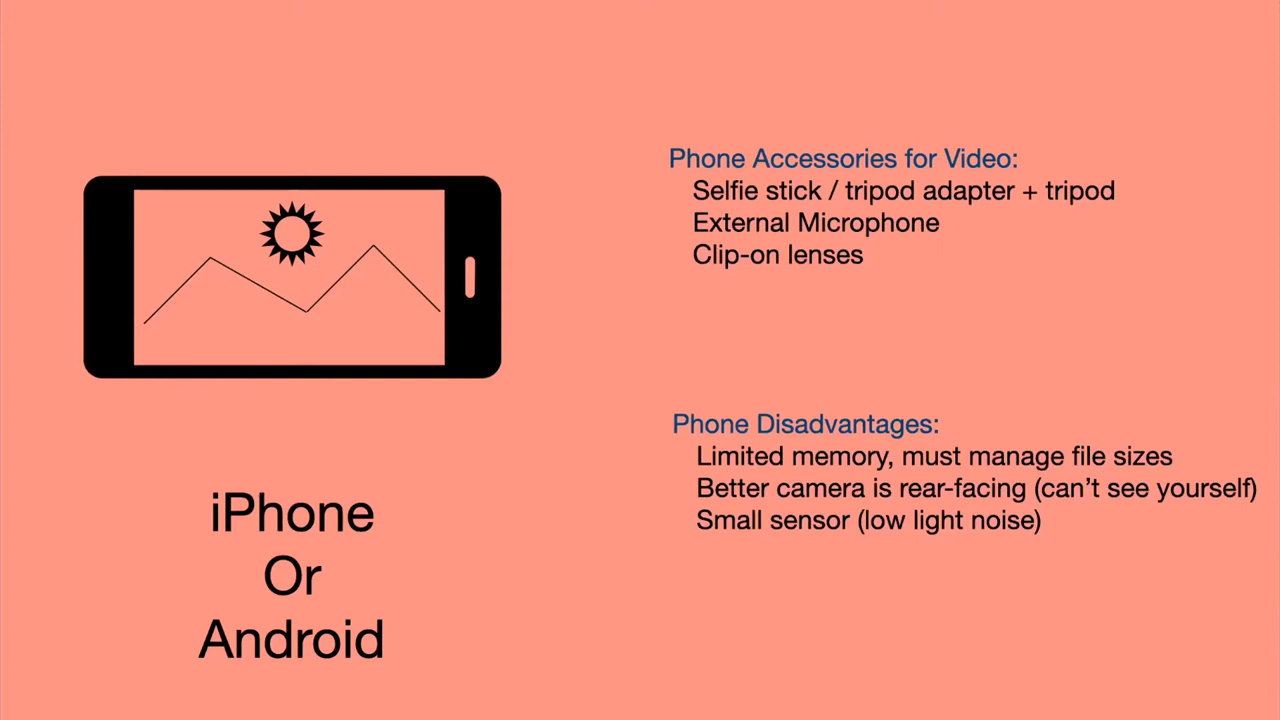 Phone Accessories for Video:
Selfie stick / tripod adapter + tripod
External Microphone
Clip-on lenses
Phone Disadvantages:
Limited memory, must manage file sizes
Better camera is rear-facing (can’t see yourself)
Small sensor (low light noise)
iPhone
Or
Android